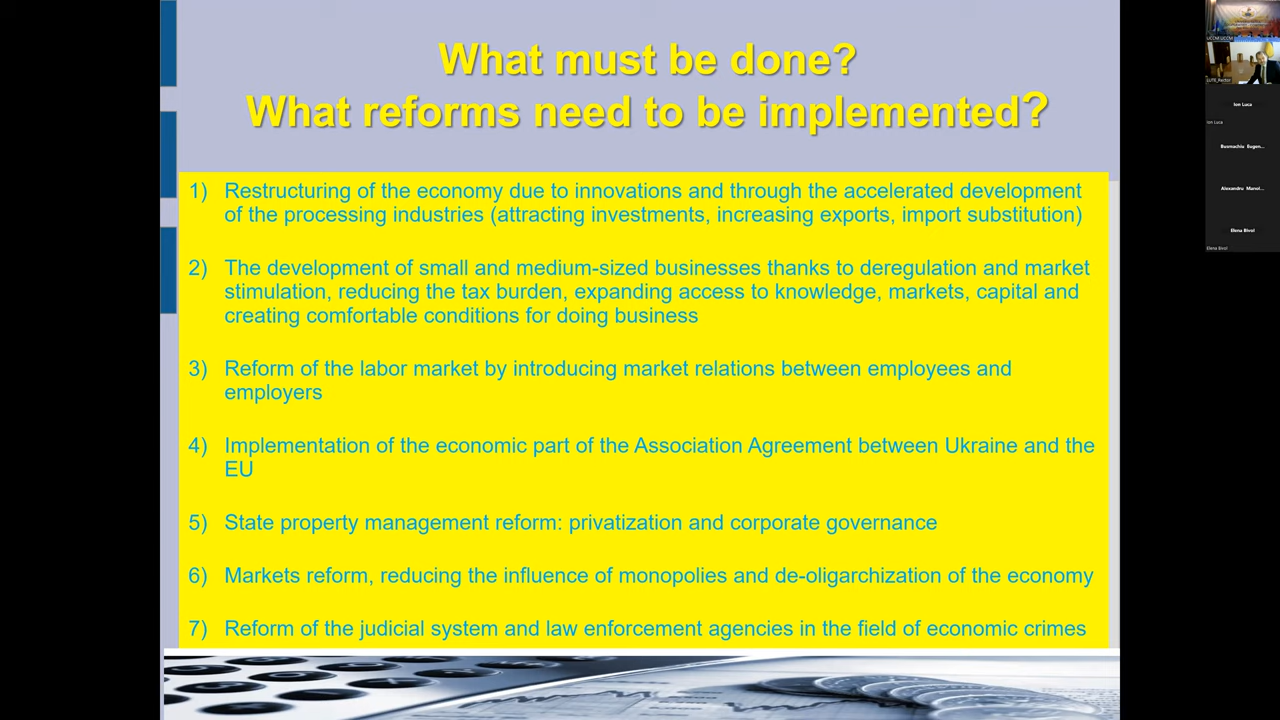 What must be done?
What reforms need to be implemented?
1) Restructuring of the economy due to innovations and through the accelerated development
of the processing industries (attracting investments, increasing exports, import substitution)
2) The development of small and medium-sized businesses thanks to deregulation and market
stimulation, reducing the tax burden, expanding access to knowledge, markets, capital and
creating comfortable conditions for doing business
3) Reform of the labor market by introducing market relations between employees and
employers
4) Implementation of the economic part of the Association Agreement between Ukraine and the
EU
5) State property management reform: privatization and corporate governance
6) Markets reform, reducing the influence of monopolies and de-oligarchization of the economy
7) Reform of the judicial system and law enforcement agencies in the field of economic crimes
Ion Luca
Ion Luca
Alexandru Manol...
Elena Bivol
Elena Bivol